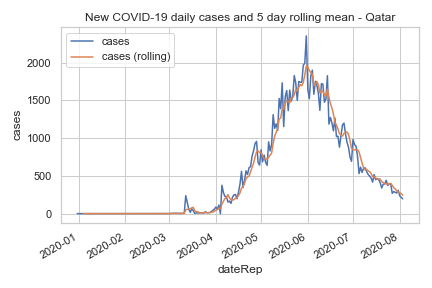 New COVID-19 daily cases and 5 day rolling mean - Qatar
cases
cases (rolling)
cases
2000
1500
1000
500
0
2020-01
2020-02
2020-03
2020-04
2020-05
2020-06
2020-07
2020-08
dateRep